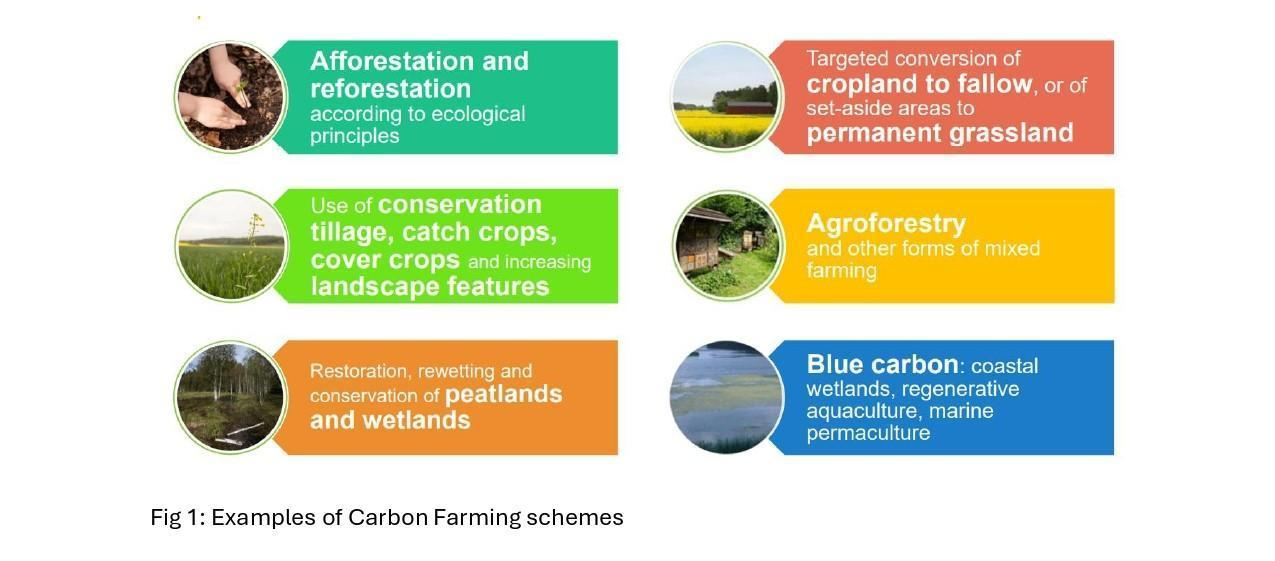 Afforestation and
reforestation
according to ecological
principles
Targeted conversion of
cropland to fallow, or of
set-aside areas to
permanent grassland
Use of conservation
tillage, catch crops,
cover crops and increasing
landscape features
Agroforestry
and other forms of mixed
farming
Restoration, rewetting and
conservation of peatlands
and wetlands
Blue carbon: coastal
wetlands, regenerative
aquaculture, marine
permaculture
Fig 1: Examples of Carbon Farming schemes